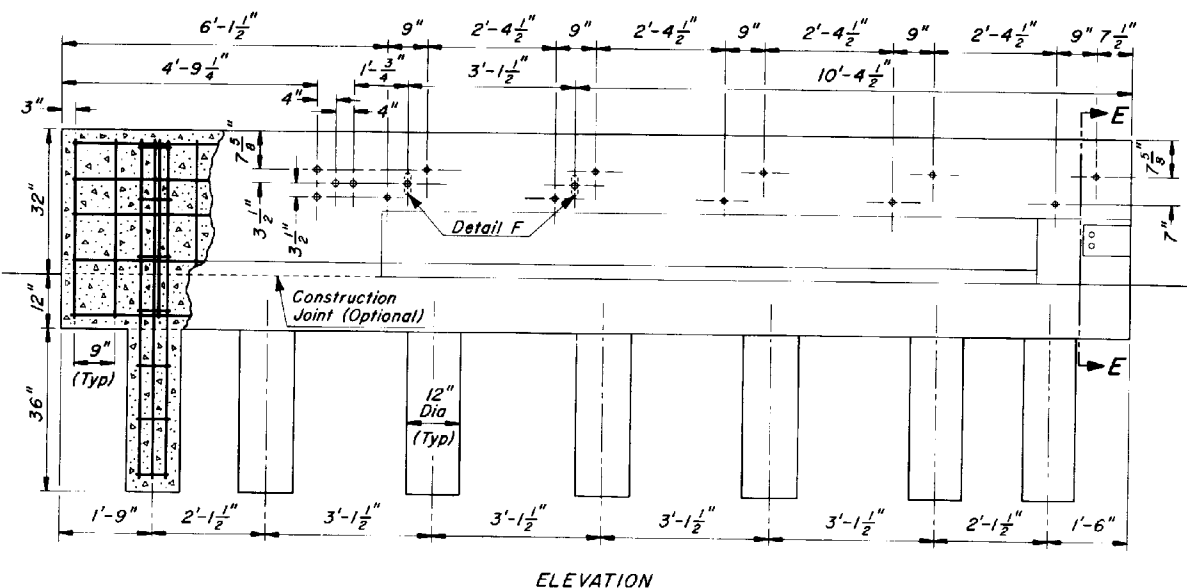 6'-1 1/2" 9" 2'-4 1/2" 9" 2'-4 1/2" 9" 2'-4 1/2" 9" 2'-4 1/2" 9" 7 1/2"
4'-9 1/4" 1'-3/4" 3'-1 1/2" 10'-4 1/2"
3" 4" 4"
E
7 5/8" 7 5/8"
32" 3 1/2" 3 1/2" 7"
Detail F
12"
Construction
Joint (Optional)
9"
(Typ)
E
36"
12"
Dia
(Typ)
1'-9" 2'-1 1/2" 3'-1 1/2" 3'-1 1/2" 3'-1 1/2" 3'-1 1/2" 2'-1 1/2" 1'-6"
ELEVATION